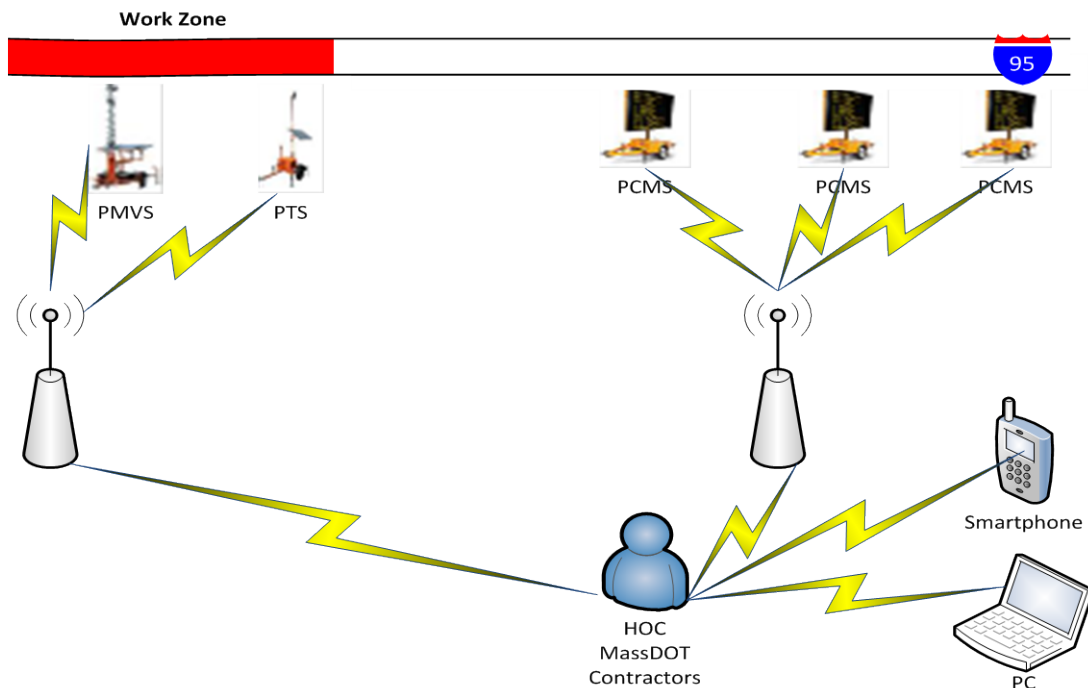 Work Zone
95
PMVS
PTS
PCMS
PCMS
PCMS
Smartphone
HOC
MassDOT
Contractors
PC